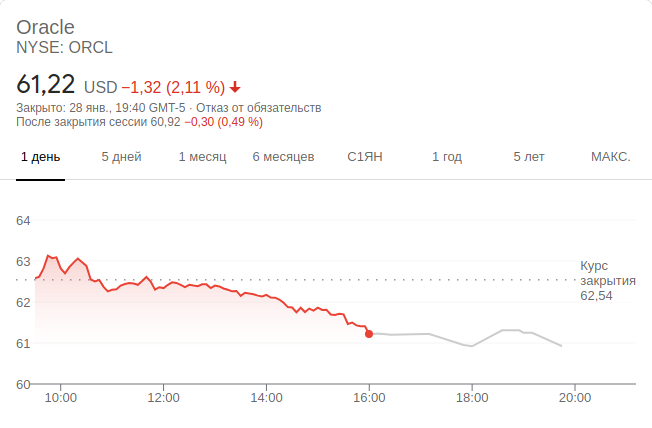 Oracle
NYSE: ORCL
61,22 USD −1,32 (2,11 %)
Закрыто: 28 янв., 19:40 GMT-5 · Отказ от обязательств
После закрытия сессии 60,92 −0,30 (0,49 %)
1 день 5 дней 1 месяц 6 месяцев С1ЯН 1 год 5 лет МАКС.
64
63
62
61
60
Курс
закрытия
62,54
10:00 12:00 14:00 16:00 18:00 20:00